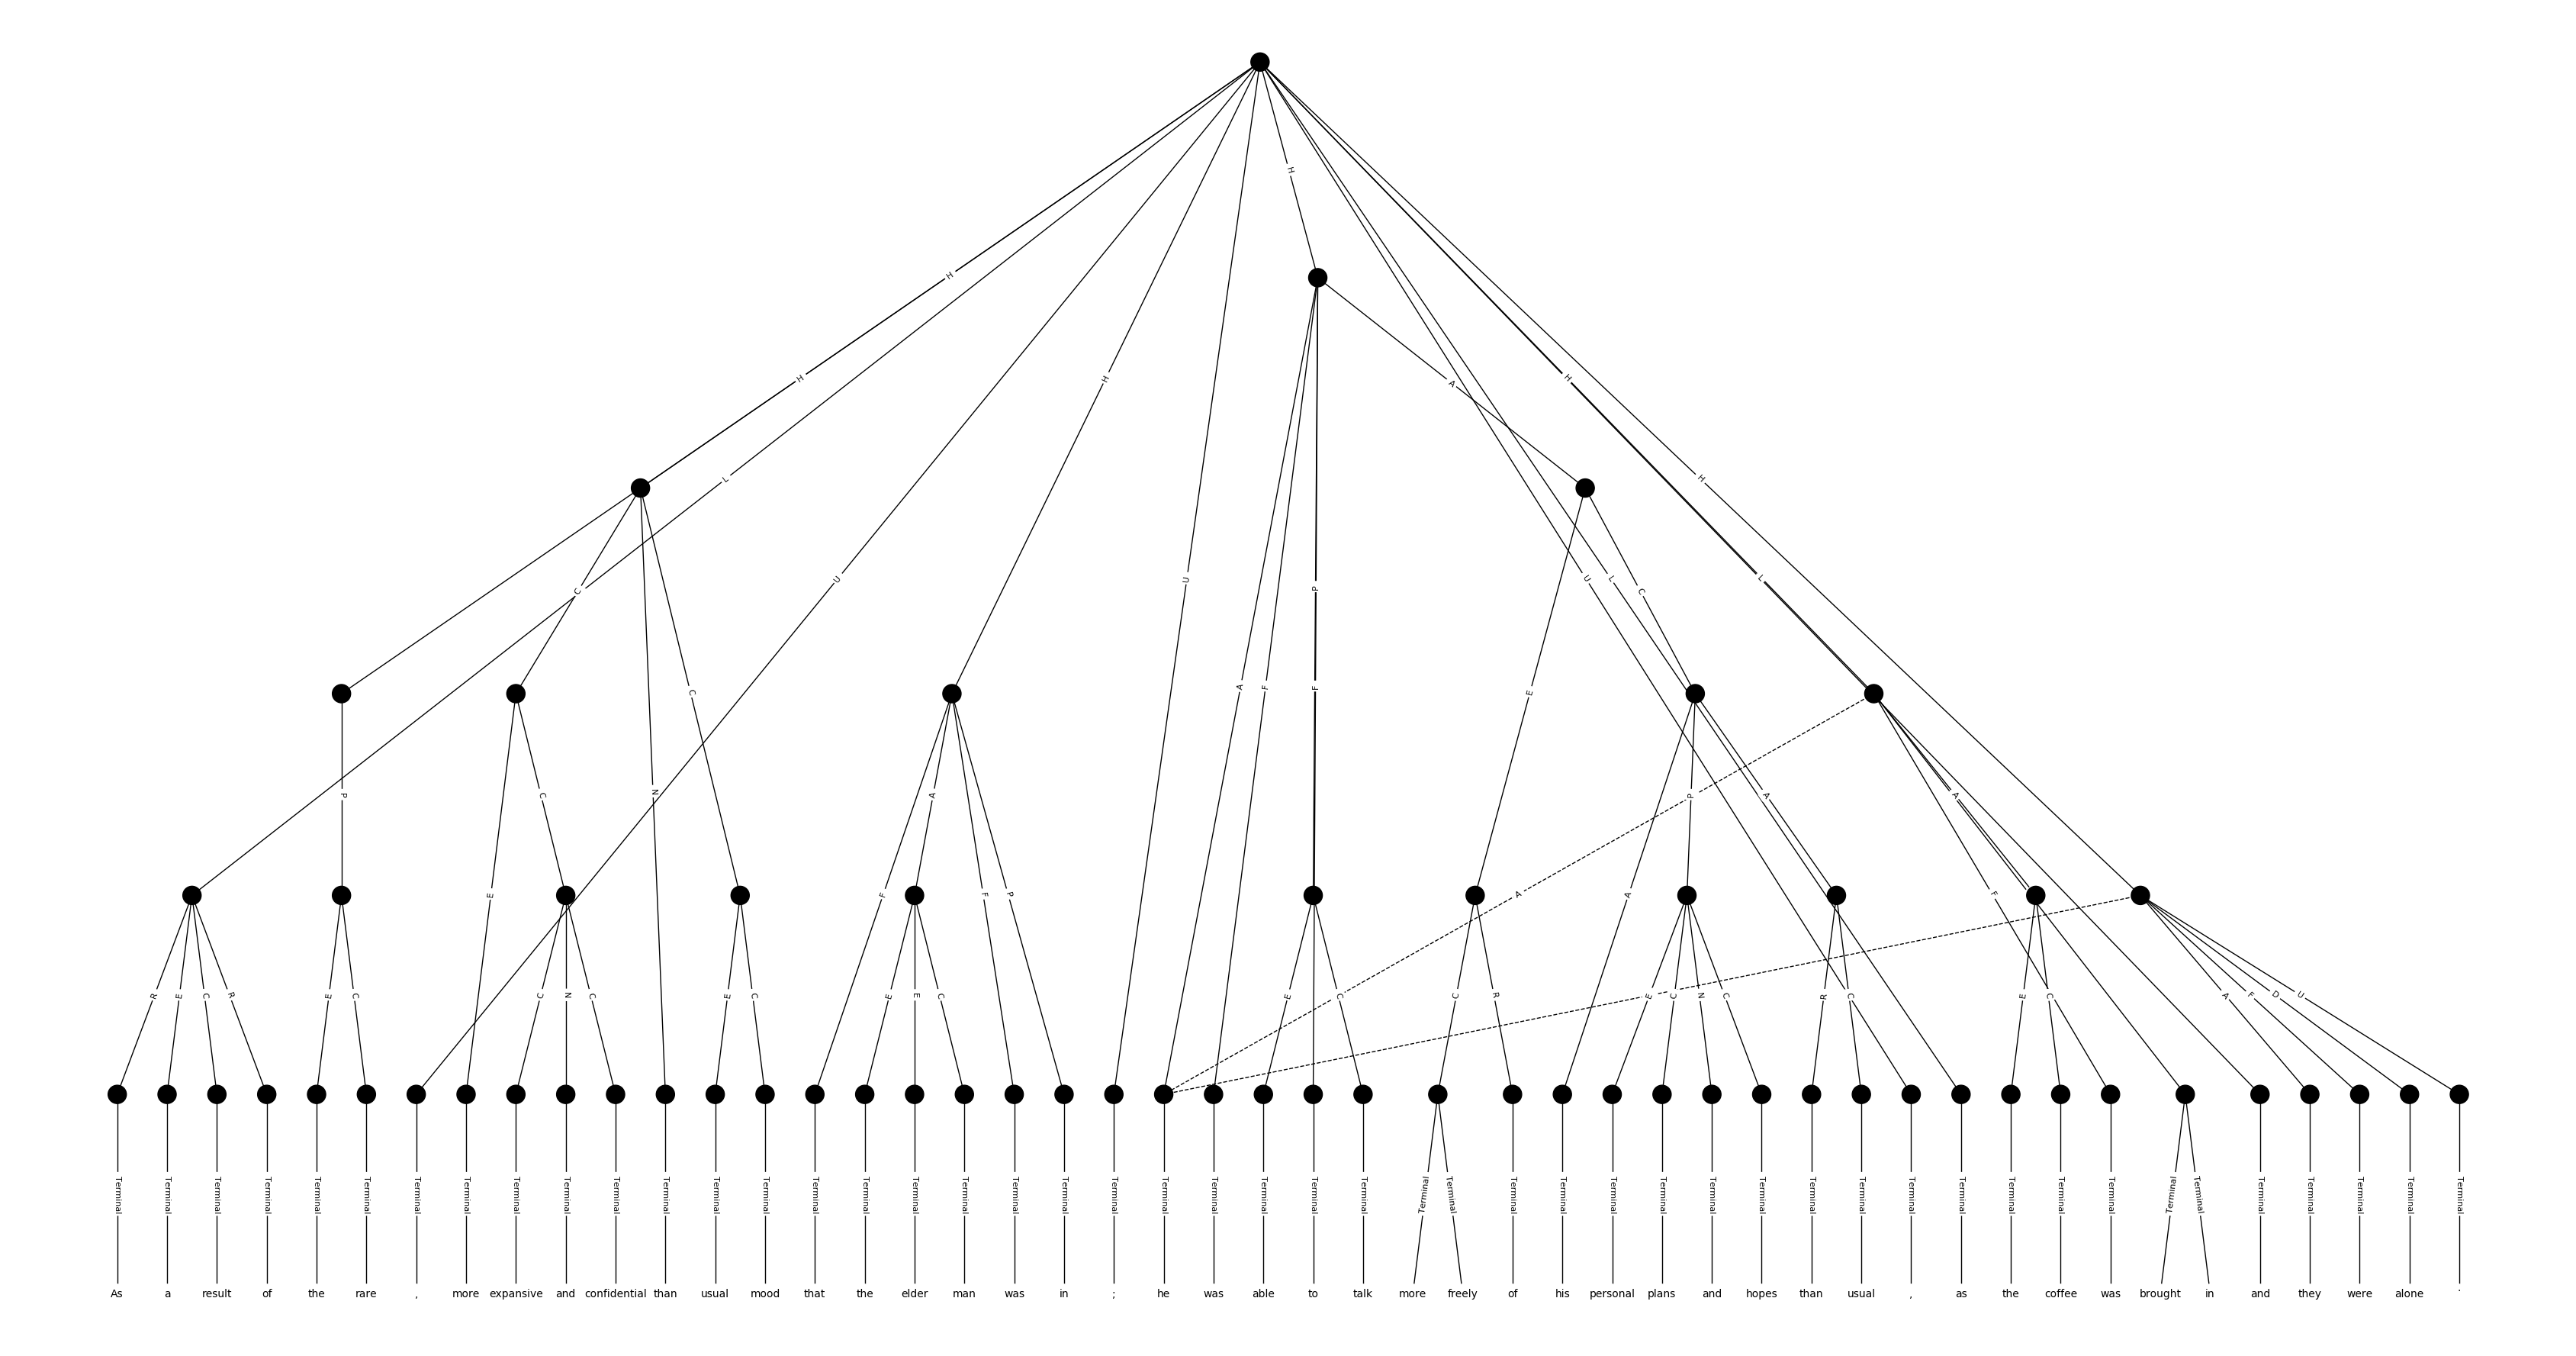 H
H
H
A
H
H
L
H
C
U
U
U
L
L
C
P
E
C
A
F
P
F
E
C
P
C
N
E
F
A
F
P
A
A
P
A
A
F
R
E
C
R
E
C
C
N
C
E
C
E
E
C
E
C
C
R
E
C
N
C
R
C
E
C
A
F
D
U
Terminal Terminal Terminal Terminal Terminal Terminal Terminal Terminal Terminal Terminal Terminal Terminal Terminal Terminal Terminal Terminal Terminal Terminal Terminal Terminal Terminal Terminal Terminal Terminal Terminal Terminal Terminal Terminal Terminal Terminal Terminal Terminal Terminal Terminal Terminal Terminal Terminal Terminal Terminal Terminal Terminal Terminal Terminal Terminal Terminal Terminal Terminal Terminal
As a result of the rare , more expansive and confidential than usual mood that the elder man was in ; he was able to talk more freely of his personal plans and hopes than usual , as the coffee was brought in and they were alone .